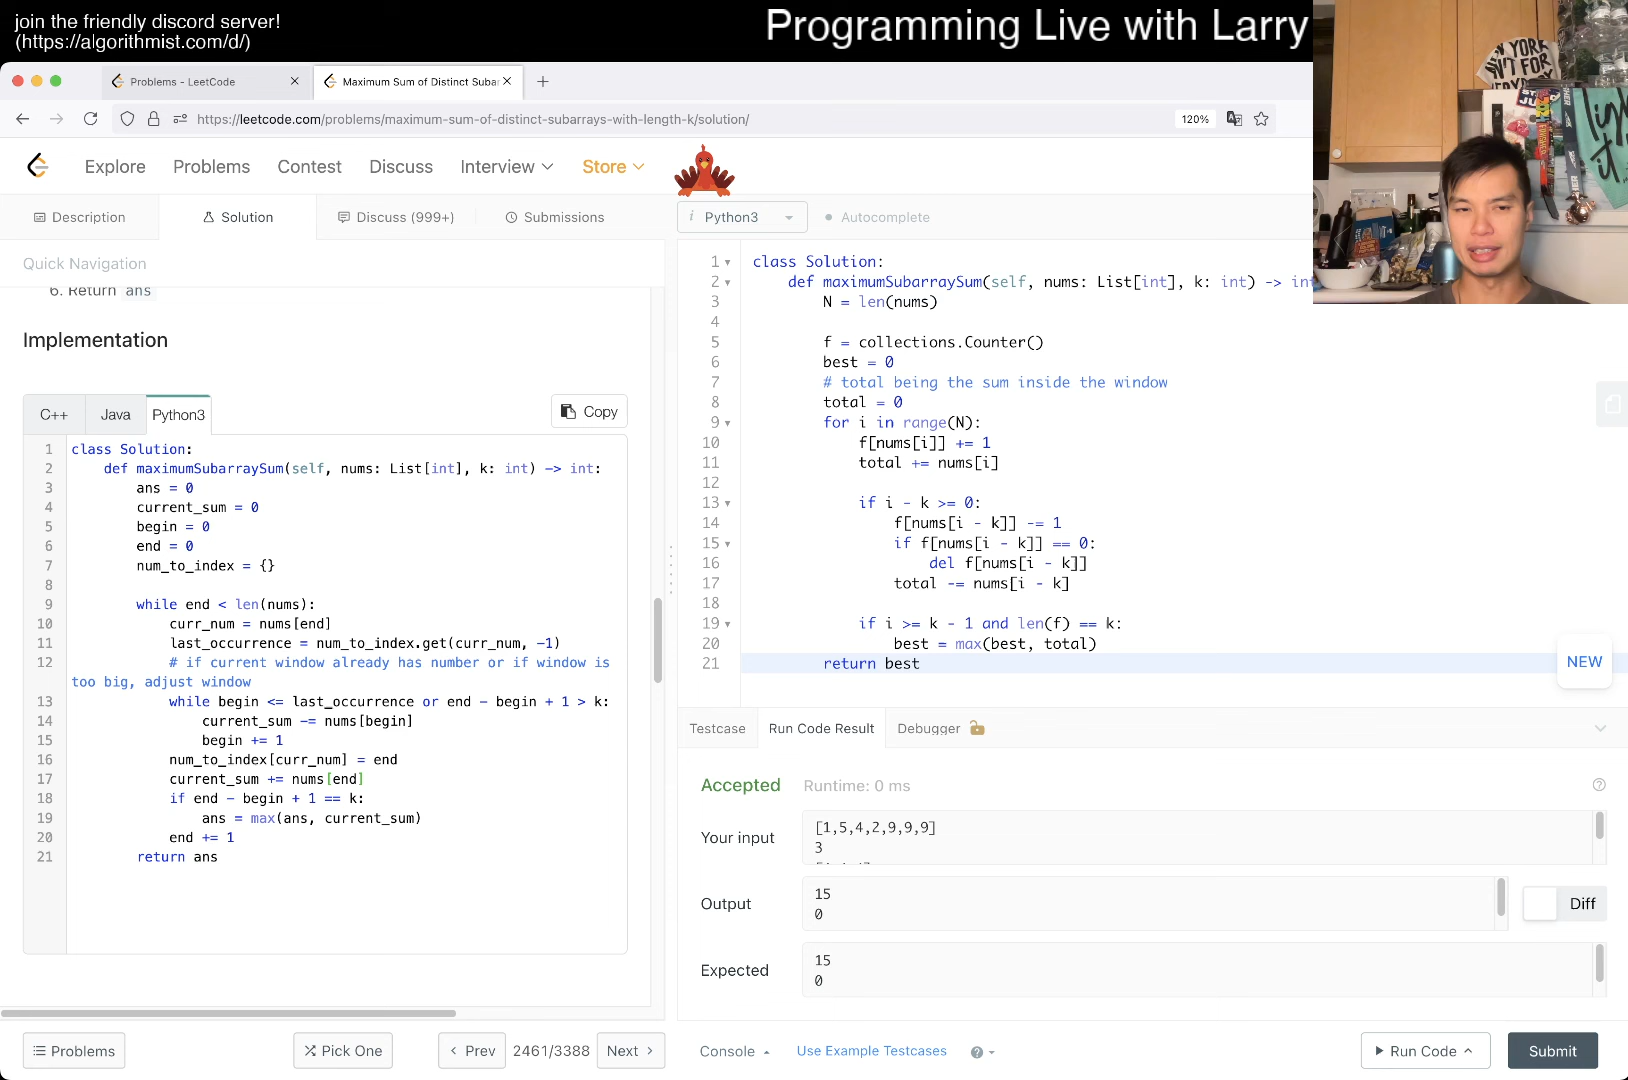 join the friendly discord server!
(https://algorithmist.com/d/)
Programming Live with Larry
Problems - LeetCode
Maximum Sum of Distinct Subar
https://leetcode.com/problems/maximum-sum-of-distinct-subarrays-with-length-k/solution/
120%
Explore
Problems
Contest
Discuss
Interview
Store
Description
Solution
Discuss (999+)
Submissions
Quick Navigation
6. Return ans
Implementation
C++
Java
Python3
Copy
1 class Solution:
2 def maximumSubarraySum(self, nums: List[int], k: int) -> int:
3 ans = 0
4 current_sum = 0
5 begin = 0
6 end = 0
7 num_to_index = {}
8
9 while end < len(nums):
10 curr_num = nums[end]
11 last_occurrence = num_to_index.get(curr_num, -1)
12 # if current window already has number or if window is
too big, adjust window
13 while begin <= last_occurrence or end - begin + 1 > k:
14 current_sum -= nums[begin]
15 begin += 1
16 num_to_index[curr_num] = end
17 current_sum += nums[end]
18 if end - begin + 1 == k:
19 ans = max(ans, current_sum)
20 end += 1
21 return ans
Problems
Pick One
Prev
2461/3388
Next
i Python3
Autocomplete
1 class Solution:
2 def maximumSubarraySum(self, nums: List[int], k: int) -> int
3 N = len(nums)
4
5 f = collections.Counter()
6 best = 0
7 # total being the sum inside the window
8 total = 0
9 for i in range(N):
10 f[nums[i]] += 1
11 total += nums[i]
12
13 if i - k >= 0:
14 f[nums[i - k]] -= 1
15 if f[nums[i - k]] == 0:
16 del f[nums[i - k]]
17 total -= nums[i - k]
18
19 if i >= k - 1 and len(f) == k:
20 best = max(best, total)
21 return best
NEW
Testcase
Run Code Result
Debugger
Accepted
Runtime: 0 ms
Your input
[1,5,4,2,9,9,9]
3
Output
15
0
Diff
Expected
15
0
Console
Use Example Testcases
Run Code
Submit